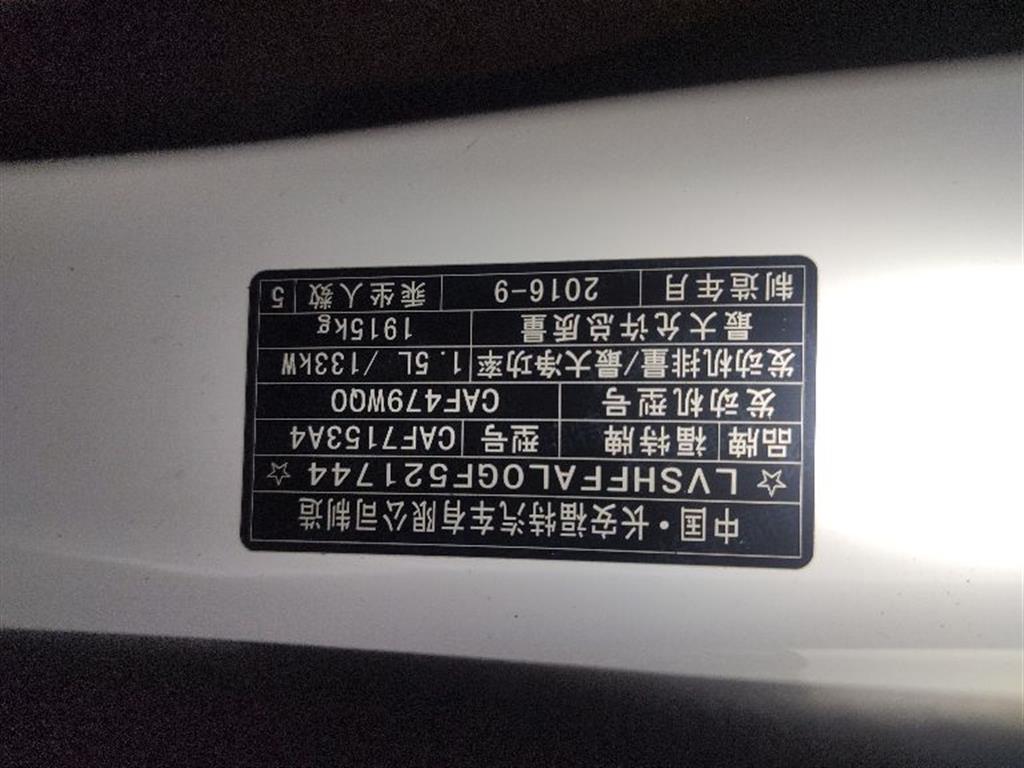 中国·长安福特汽车有限公司制造
☆ LVSHFFAL0GF521744 ☆
品牌 福特牌 型号 CAF7153A4
发动机型号 CAF479WQ0
发动机排量/最大净功率 1.5L / 133kW
最大允许总质量 1915kg
制造年月 2016-9 乘坐人数 5